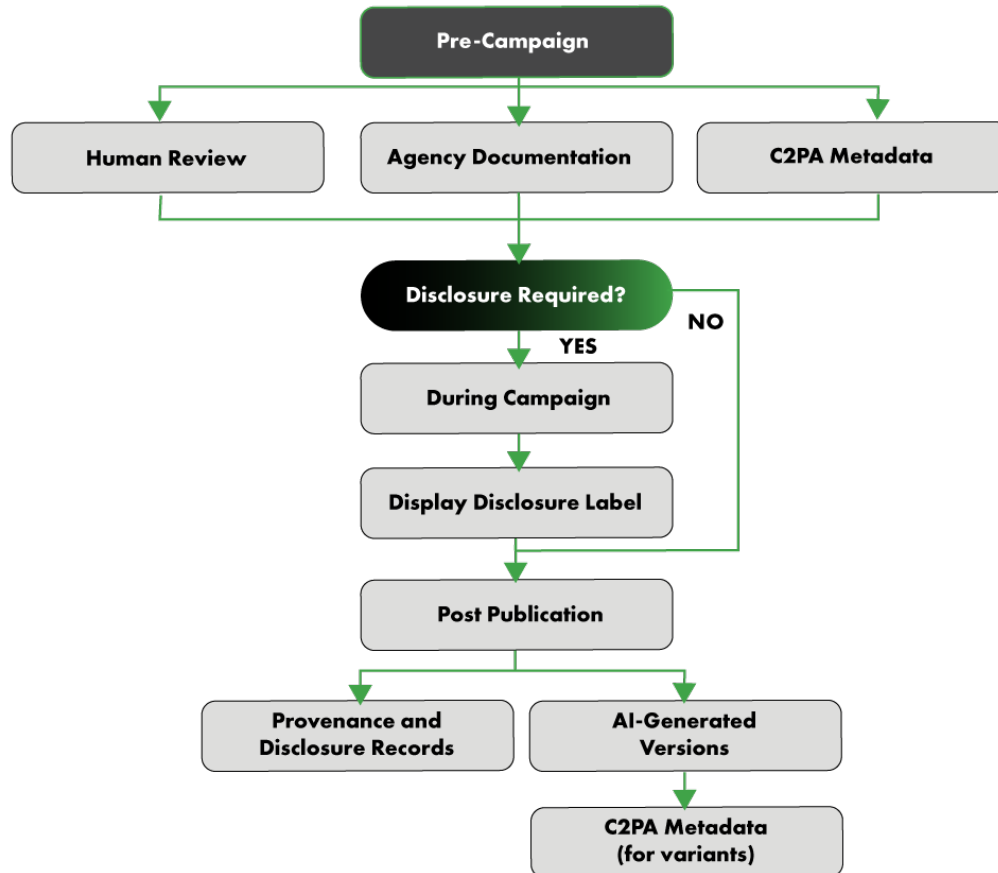 Pre-Campaign
Human Review
Agency Documentation
C2PA Metadata
Disclosure Required?
NO
YES
During Campaign
Display Disclosure Label
Post Publication
Provenance and
Disclosure Records
AI-Generated
Versions
C2PA Metadata
(for variants)